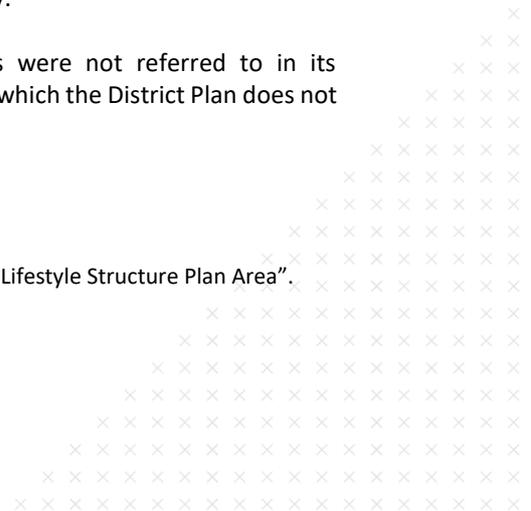 s were not referred to in its
which the District Plan does not
Lifestyle Structure Plan Area”.